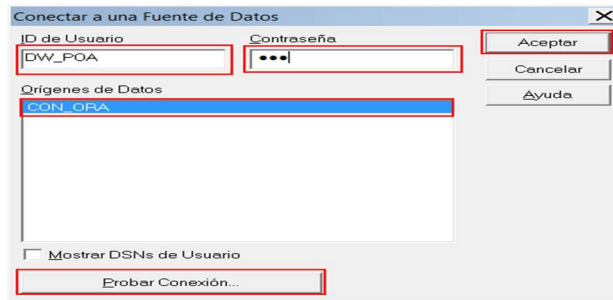 Conectar a una Fuente de Datos
ID de Usuario
Contraseña
Aceptar
DW_POA
•••
Cancelar
Orígenes de Datos
Ayuda
CON_ORA
Mostrar DSNs de Usuario
Probar Conexión...